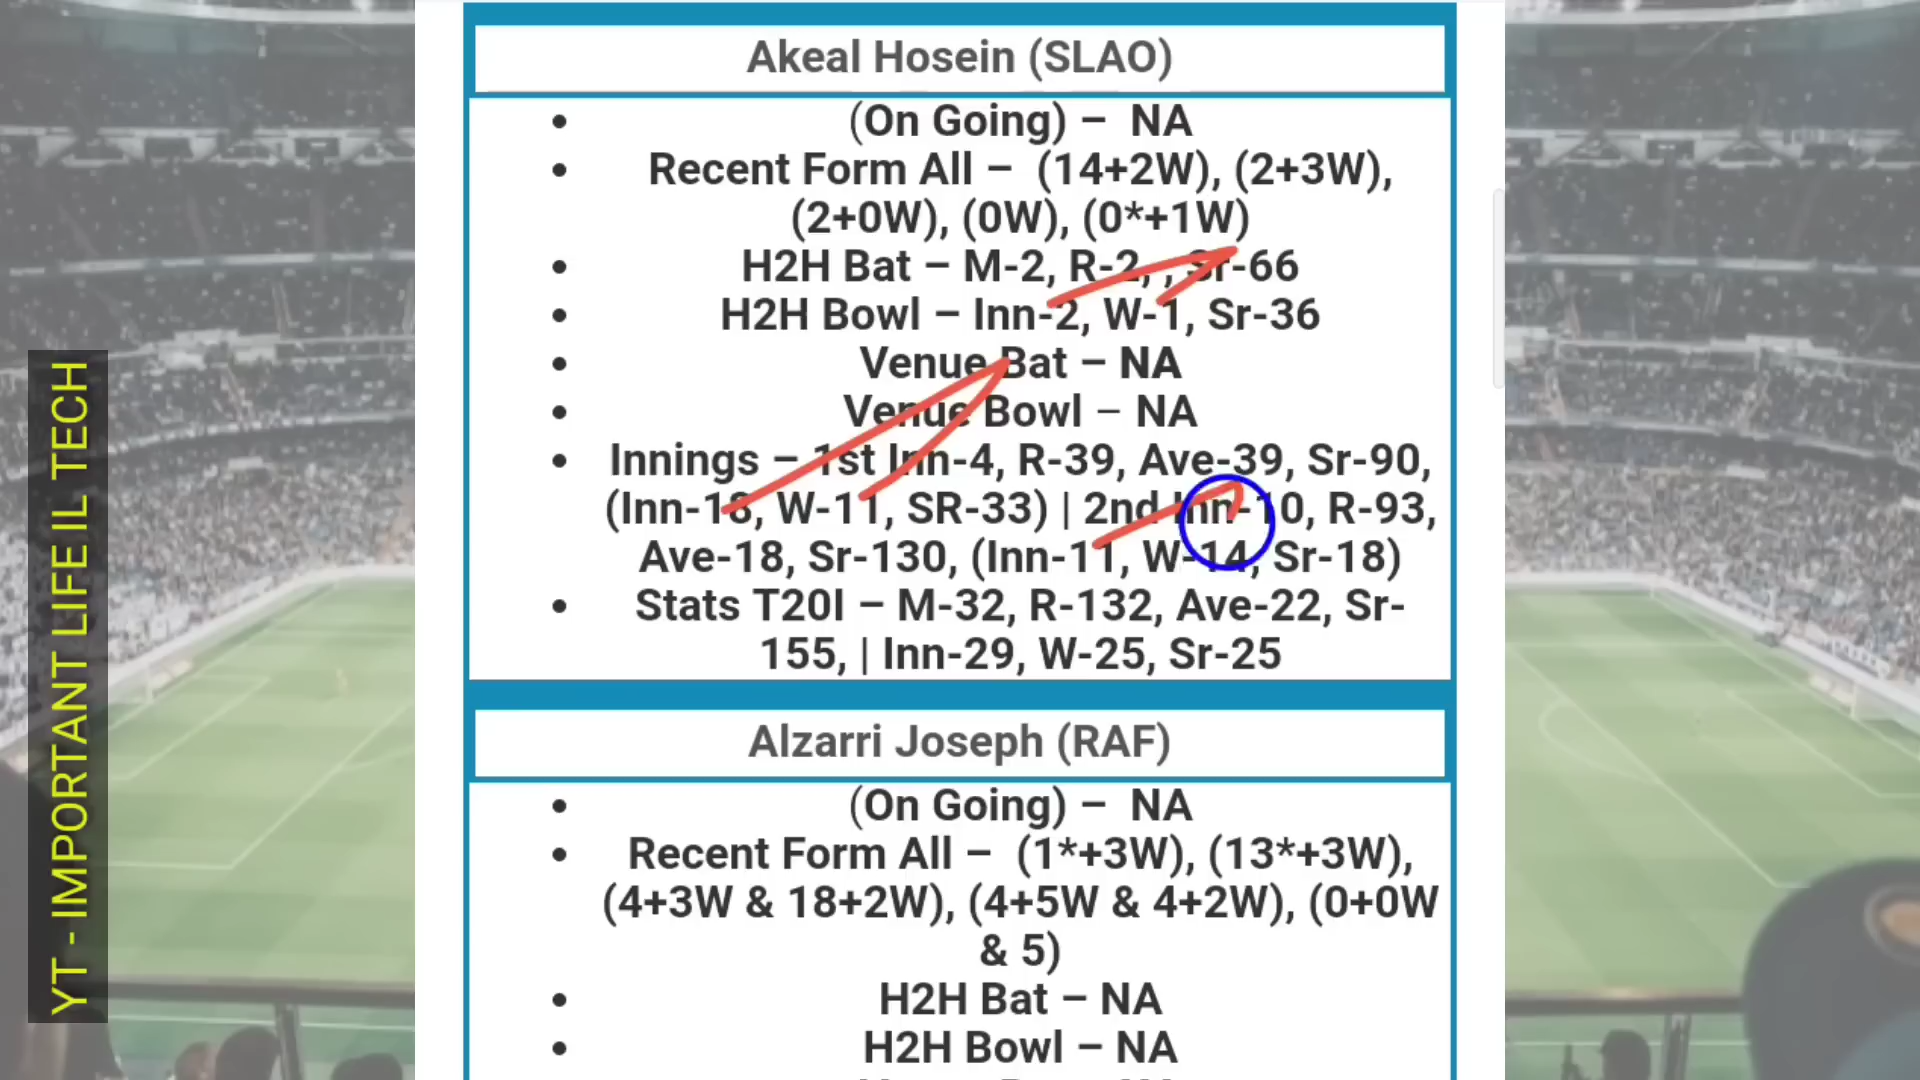 YT - IMPORTANT LIFE IL TECH
Akeal Hosein (SLAO)
• (On Going) – NA
• Recent Form All – (14+2W), (2+3W),
(2+0W), (0W), (0*+1W)
• H2H Bat – M-2, R-2, , Sr-66
• H2H Bowl – Inn-2, W-1, Sr-36
• Venue Bat – NA
• Venue Bowl – NA
• Innings – 1st Inn-4, R-39, Ave-39, Sr-90,
(Inn-18, W-11, SR-33) | 2nd Inn-10, R-93,
Ave-18, Sr-130, (Inn-11, W-14, Sr-18)
• Stats T20I – M-32, R-132, Ave-22, Sr-
155, | Inn-29, W-25, Sr-25
Alzarri Joseph (RAF)
• (On Going) – NA
• Recent Form All – (1*+3W), (13*+3W),
(4+3W & 18+2W), (4+5W & 4+2W), (0+0W
& 5)
• H2H Bat – NA
• H2H Bowl – NA